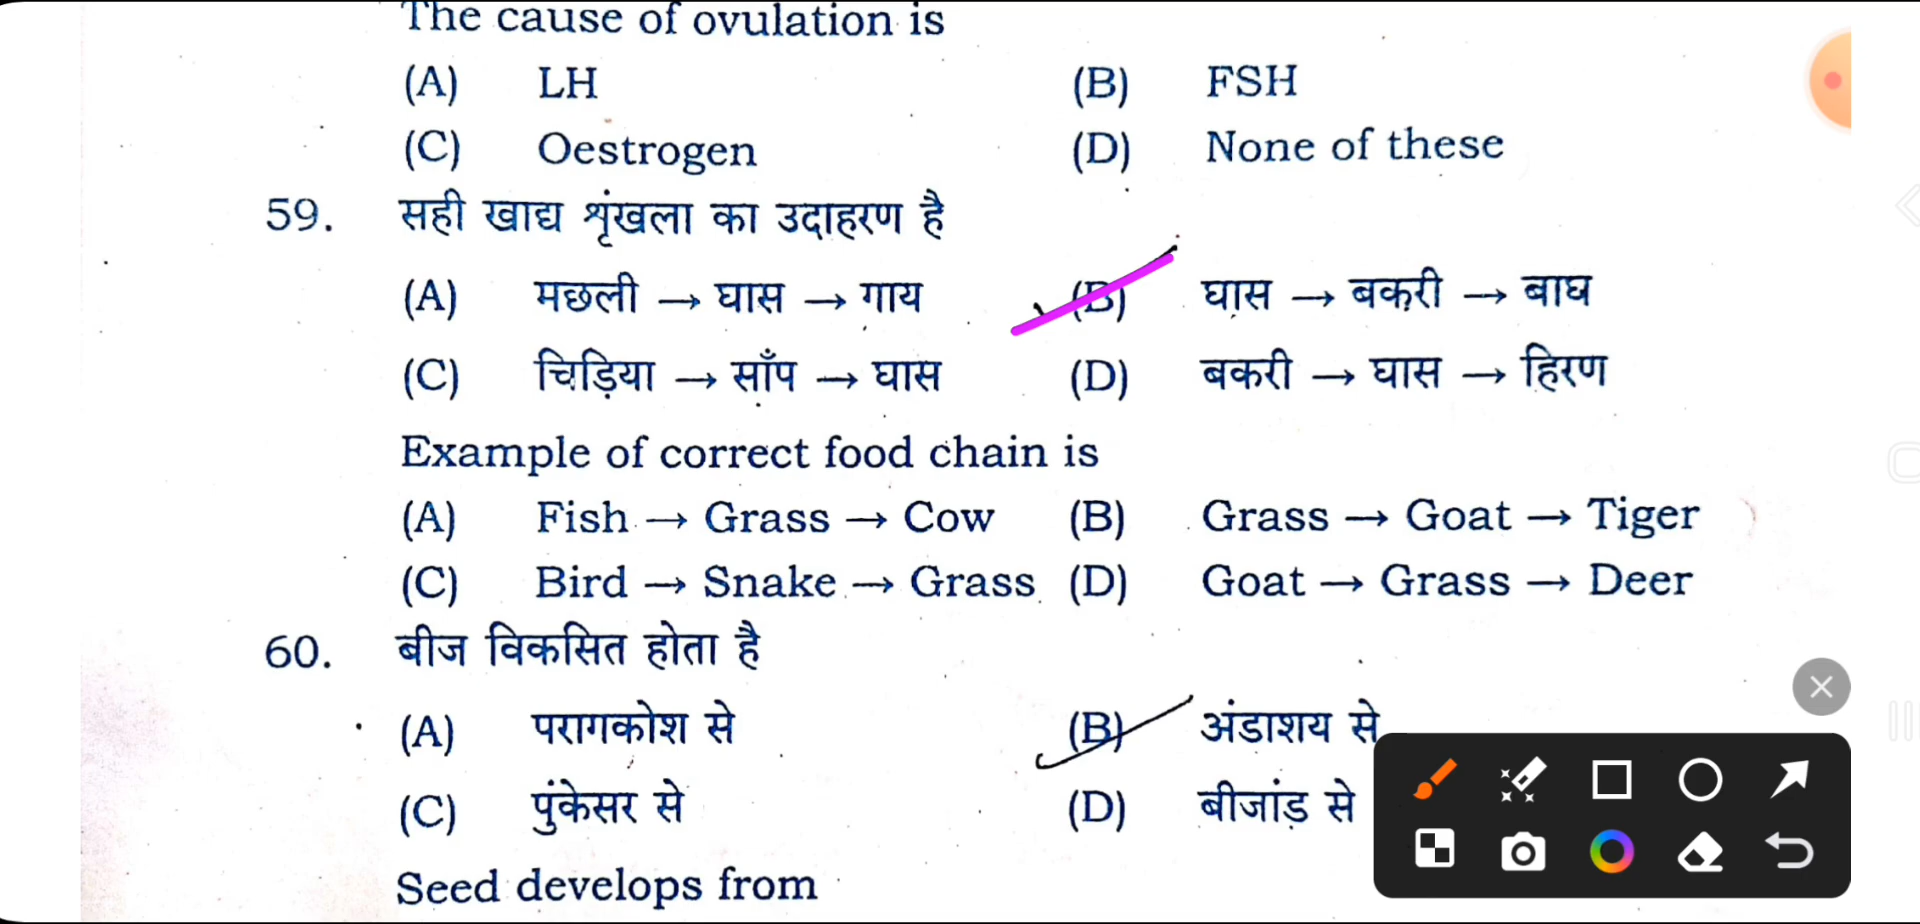 The cause of ovulation is
(A) LH (B) FSH
(C) Oestrogen (D) None of these
59. सही खाद्य शृंखला का उदाहरण है
(A) मछली → घास → गाय (B) घास → बकरी → बाघ
(C) चिड़िया → साँप → घास (D) बकरी → घास → हिरण
Example of correct food chain is
(A) Fish → Grass → Cow (B) Grass → Goat → Tiger
(C) Bird → Snake → Grass (D) Goat → Grass → Deer
60. बीज विकसित होता है
(A) परागकोश से (B) अंडाशय से
(C) पुंकेसर से (D) बीजांड से
Seed develops from